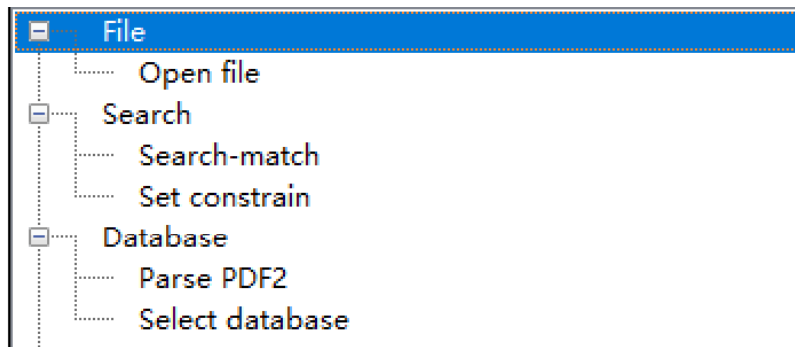 File
Open file
Search
Search-match
Set constrain
Database
Parse PDF2
Select database